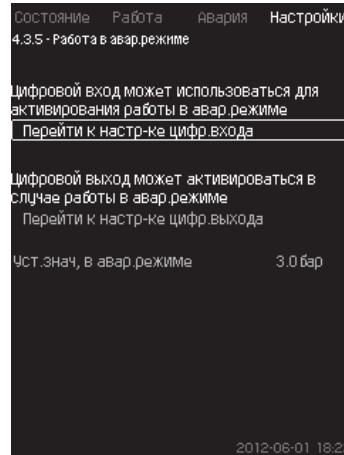 Состояние Работа Авария Настройки
4.3.5 - Работа в авар.режиме
Цифровой вход может использоваться для
активирования работы в авар.режиме
Перейти к настр-ке цифр.входа
Цифровой выход может активироваться в
случае работы в авар.режиме
Перейти к настр-ке цифр.выхода
Уст.знач, в авар.режиме 3.0 бар
2012-06-01 18:2